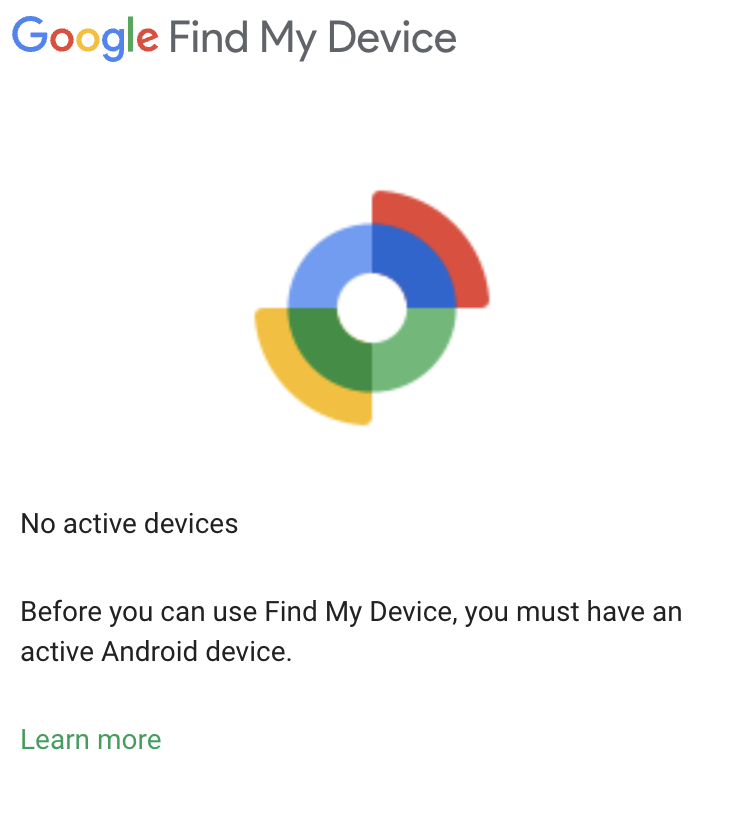 Google Find My Device
No active devices
Before you can use Find My Device, you must have an
active Android device.
Learn more